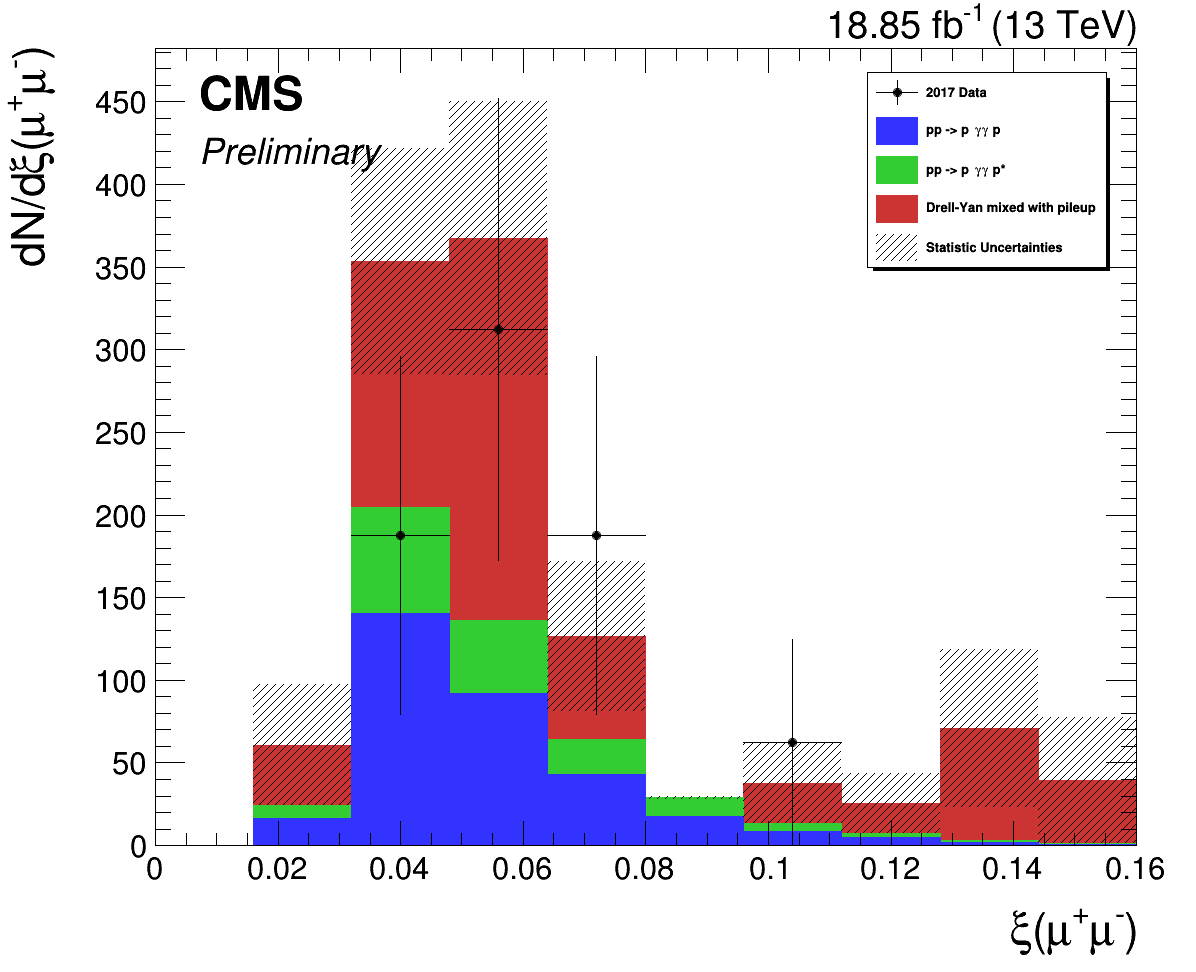 18.85 fb⁻¹ (13 TeV)
dN/dξ(μ⁺μ⁻)
CMS
Preliminary
2017 Data
pp -> p γγ p
pp -> p γγ p*
Drell-Yan mixed with pileup
Statistic Uncertainties
450
400
350
300
250
200
150
100
50
0
0 0.02 0.04 0.06 0.08 0.1 0.12 0.14 0.16
ξ(μ⁺μ⁻)